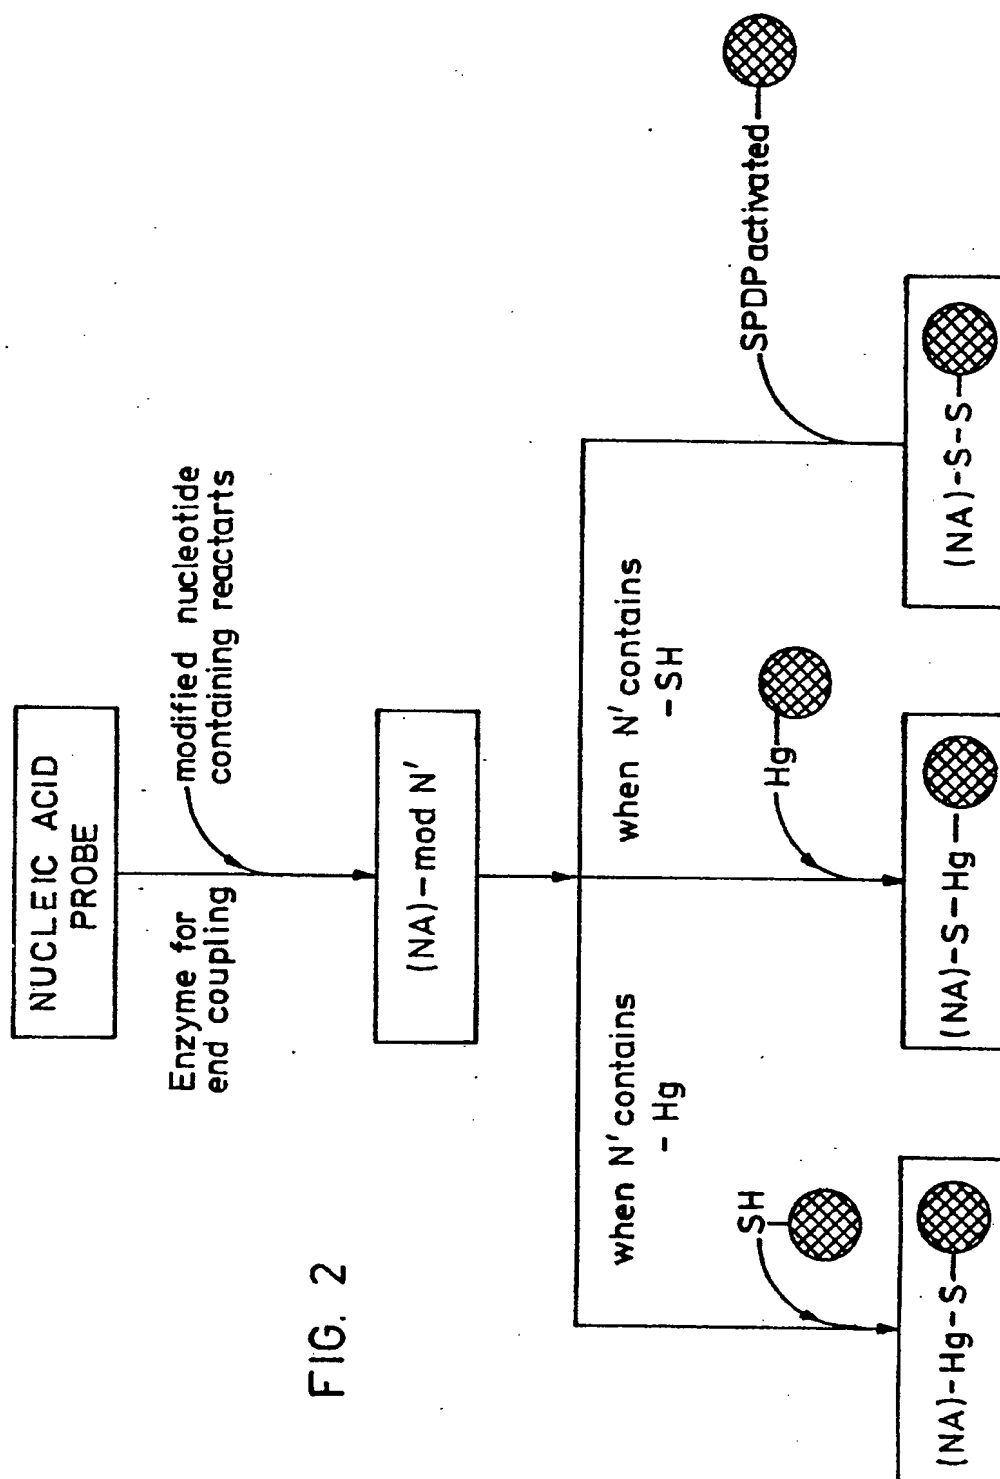 FIG. 2
NUCLEIC ACID
PROBE
Enzyme for
end coupling
modified nucleotide
containing reactarts
(NA)-mod N'
when N' contains
- Hg
when N' contains
- SH
SH
Hg
SPDP activated
(NA)-Hg-S
(NA)-S-Hg
(NA)-S-S